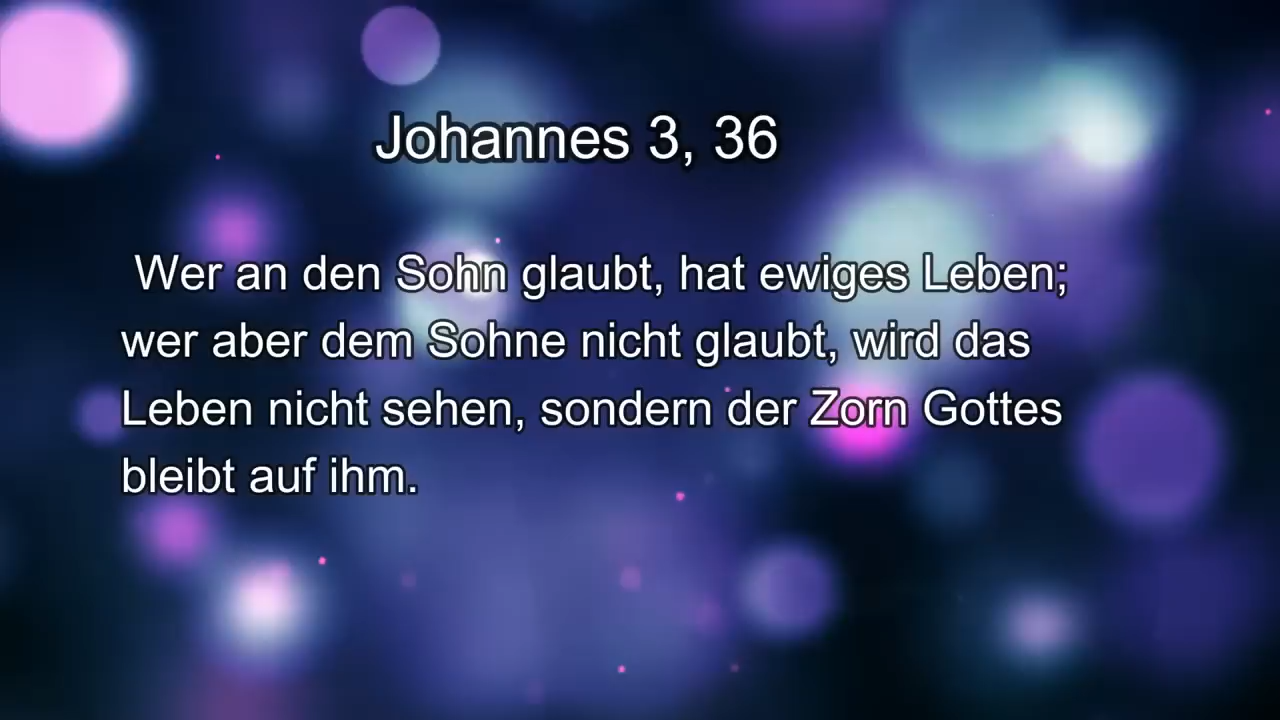 Johannes 3, 36
Wer an den Sohn glaubt, hat ewiges Leben;
wer aber dem Sohne nicht glaubt, wird das
Leben nicht sehen, sondern der Zorn Gottes
bleibt auf ihm.